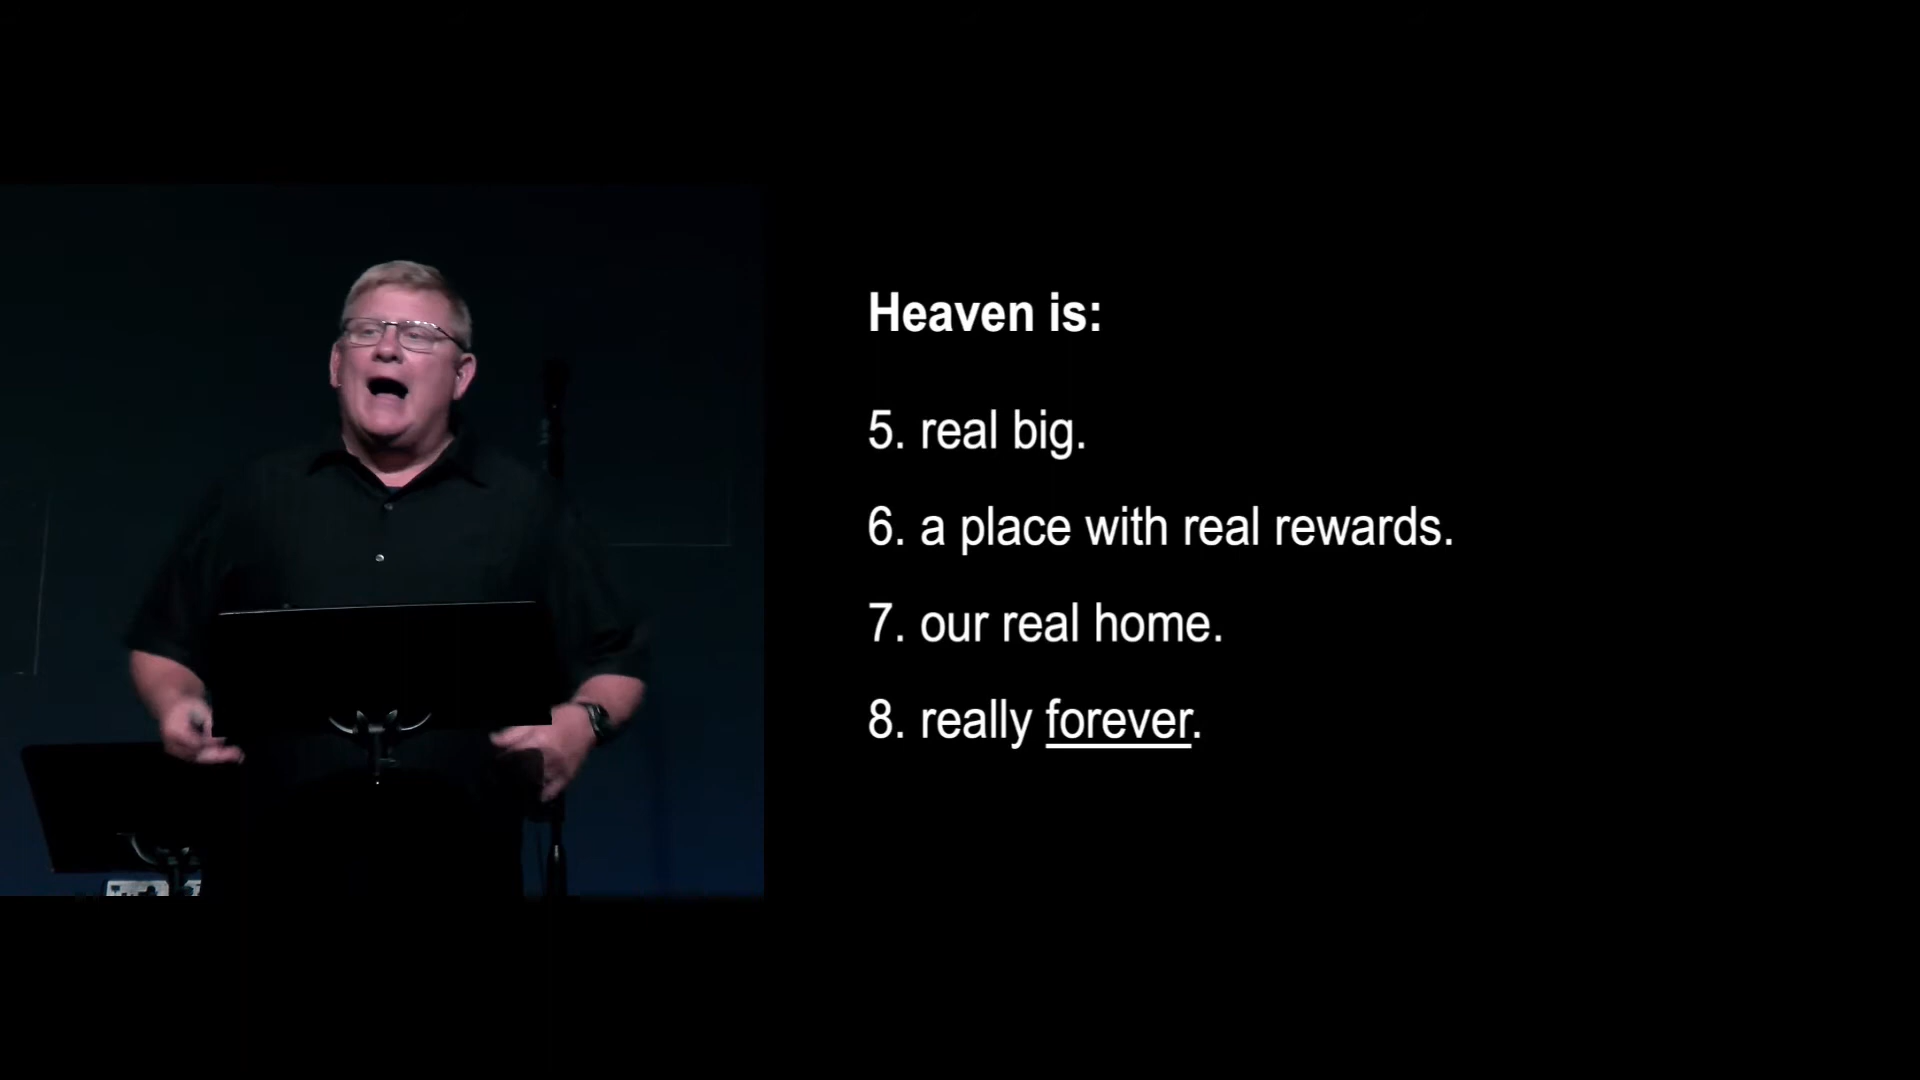 Heaven is:
5. real big.
6. a place with real rewards.
7. our real home.
8. really forever.